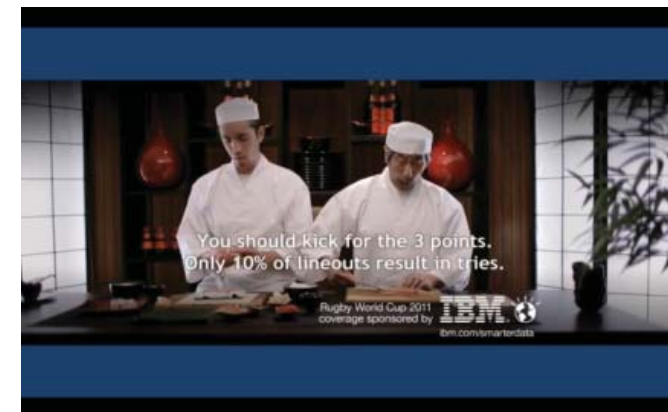 You should kick for the 3 points.
Only 10% of lineouts result in tries.
Rugby World Cup 2011
coverage sponsored by
IBM.
ibm.com/smarterdata